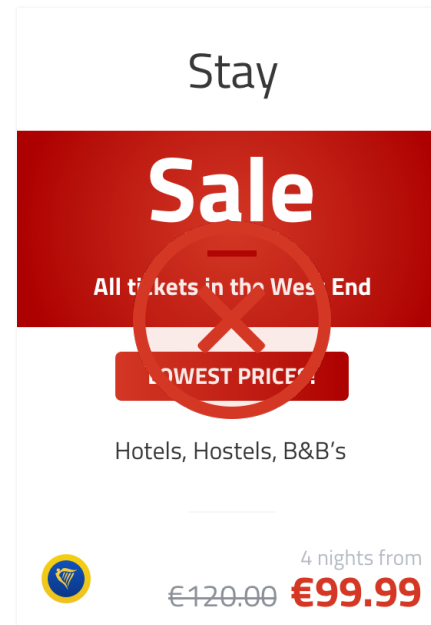 Stay
Sale
All tickets in the West End
LOWEST PRICES!
Hotels, Hostels, B&B’s
4 nights from
€120.00 €99.99